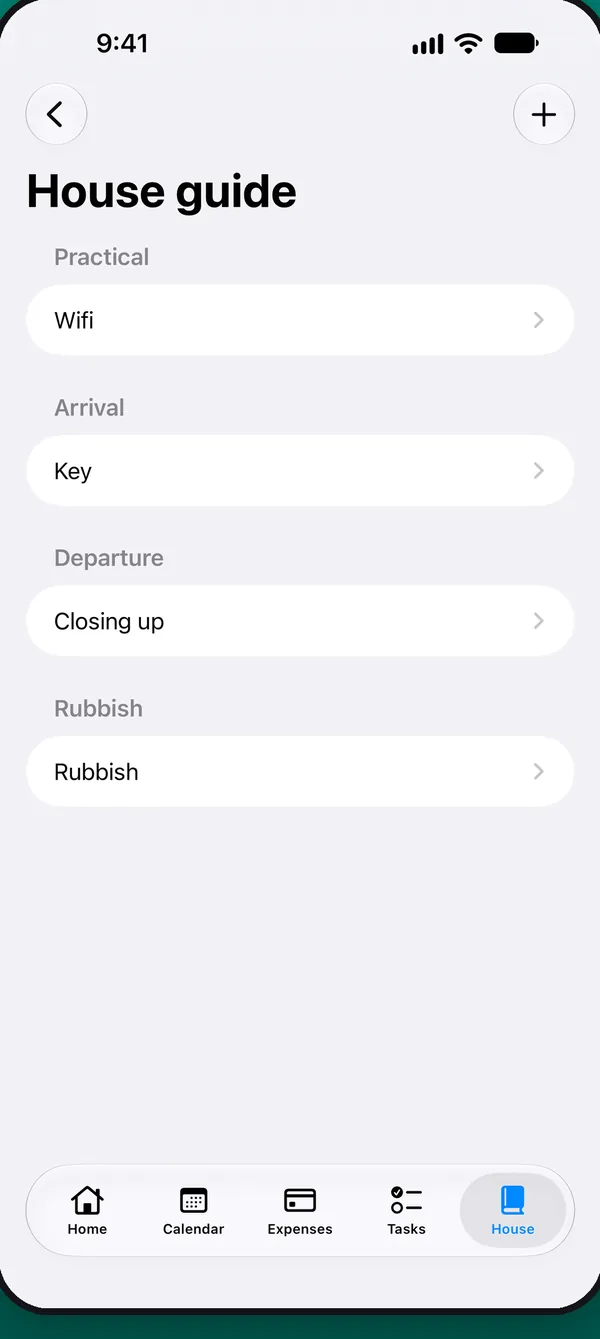 9:41
House guide
Practical
Wifi
Arrival
Key
Departure
Closing up
Rubbish
Rubbish
Home Calendar Expenses Tasks House